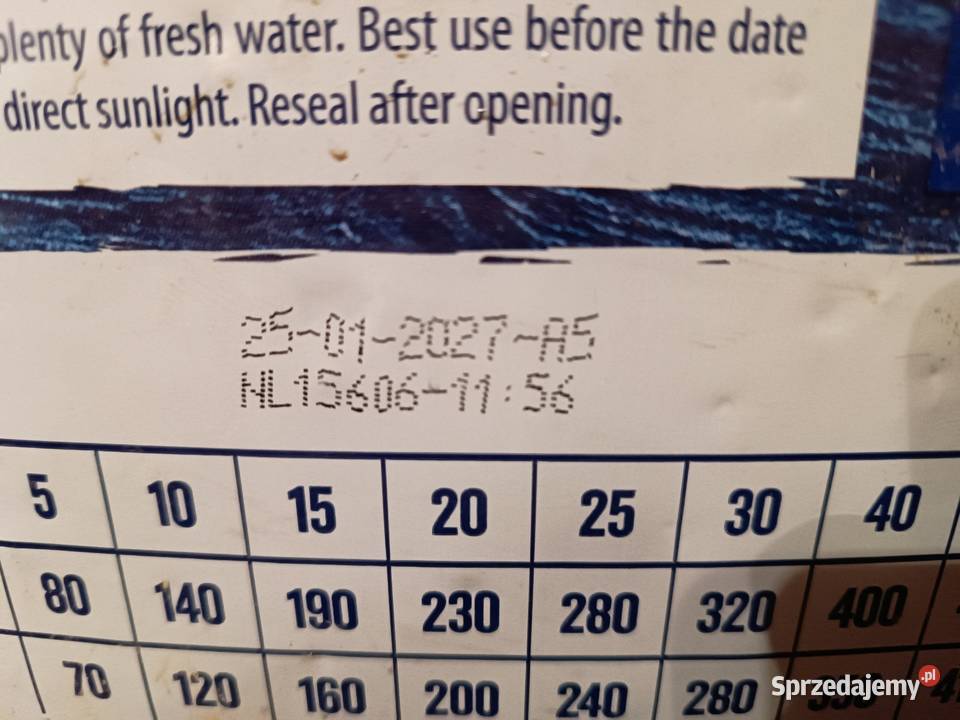 plenty of fresh water. Best use before the date
direct sunlight. Reseal after opening.
25-01-2027-A5
NL15606-11:56
5 10 15 20 25 30 40
80 140 190 230 280 320 400
70 120 160 200 240 280
Sprzedajemy.pl